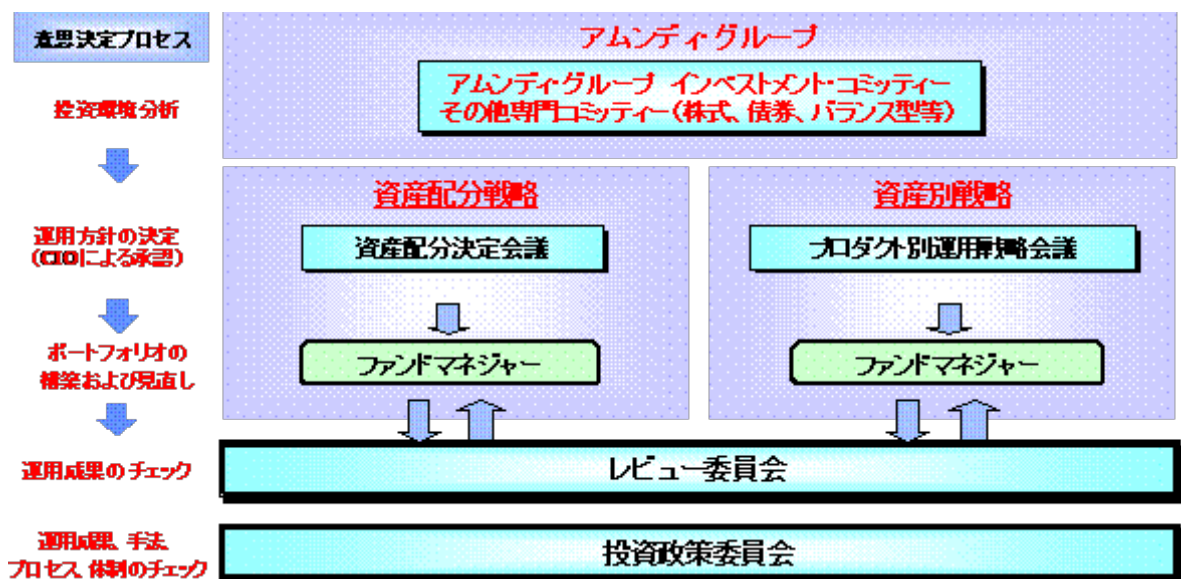 意思決定プロセス
アムンディ・グループ
アムンディ・グループ インベストメント・コミッティー
その他専門コミッティー(株式、債券、バランス型等)
投資環境分析
資産配分戦略
資産別戦略
運用方針の決定
(CIOによる承認)
資産配分決定会議
プロダクト別運用戦略会議
ポートフォリオの
構築および見直し
ファンドマネジャー
ファンドマネジャー
運用成果のチェック
レビュー委員会
運用成果、手法、
プロセス、体制のチェック
投資政策委員会